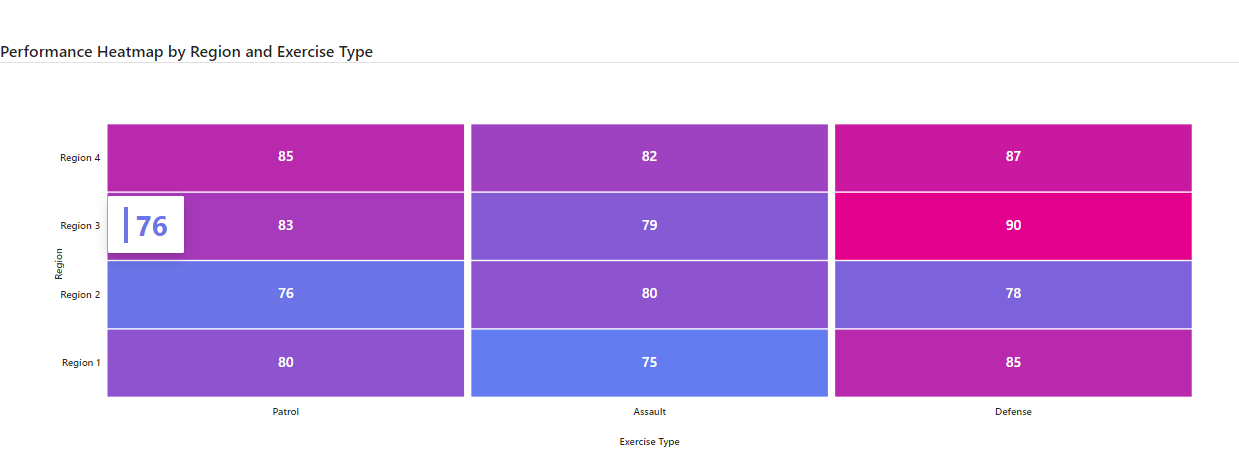 Performance Heatmap by Region and Exercise Type
Region 4
85
82
87
Region 3
76
83
79
90
Region
Region 2
76
80
78
Region 1
80
75
85
Patrol
Assault
Defense
Exercise Type